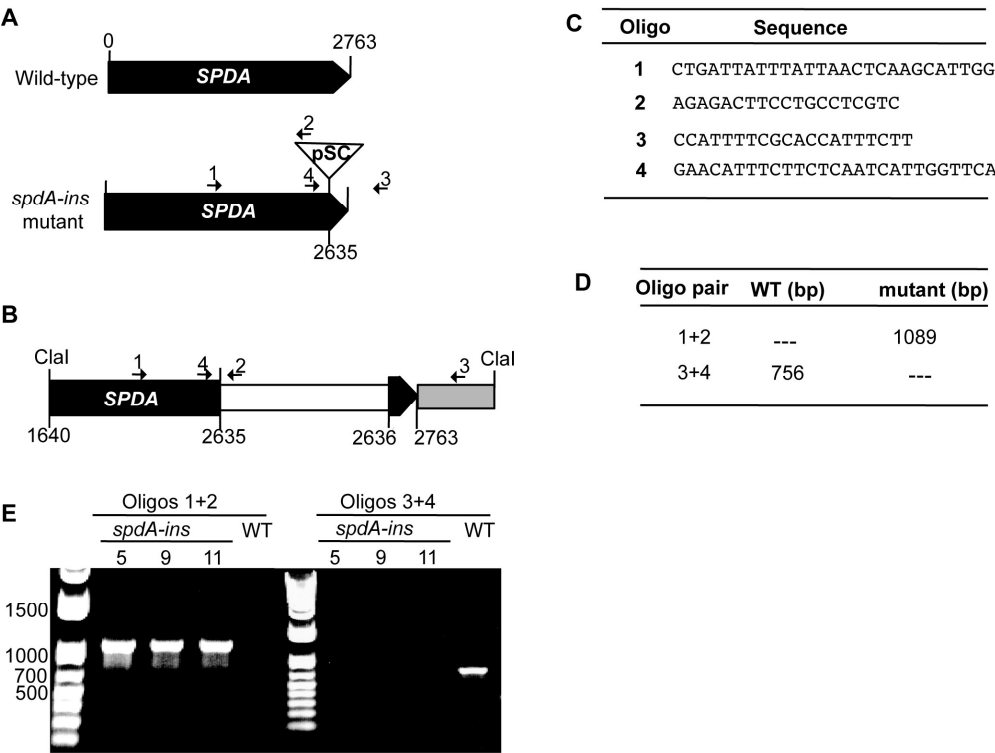 A
0 2763
Wild-type SPDA
2
pSC
1 4 3
spdA-ins
mutant
SPDA
2635
B
ClaI 1 4 2 3 ClaI
SPDA
1640 2635 2636 2763
C
Oligo Sequence
1 CTGATTATTTATTAACTCAAGCATTGG
2 AGAGACTTCCTGCCTCGTC
3 CCATTTTCGCACCATTTCTT
4 GAACATTTCTTCTCAATCATTGGTTCA
D
Oligo pair WT (bp) mutant (bp)
1+2 --- 1089
3+4 756 ---
E
Oligos 1+2 Oligos 3+4
spdA-ins WT spdA-ins WT
5 9 11 5 9 11
1500
1000
700
500